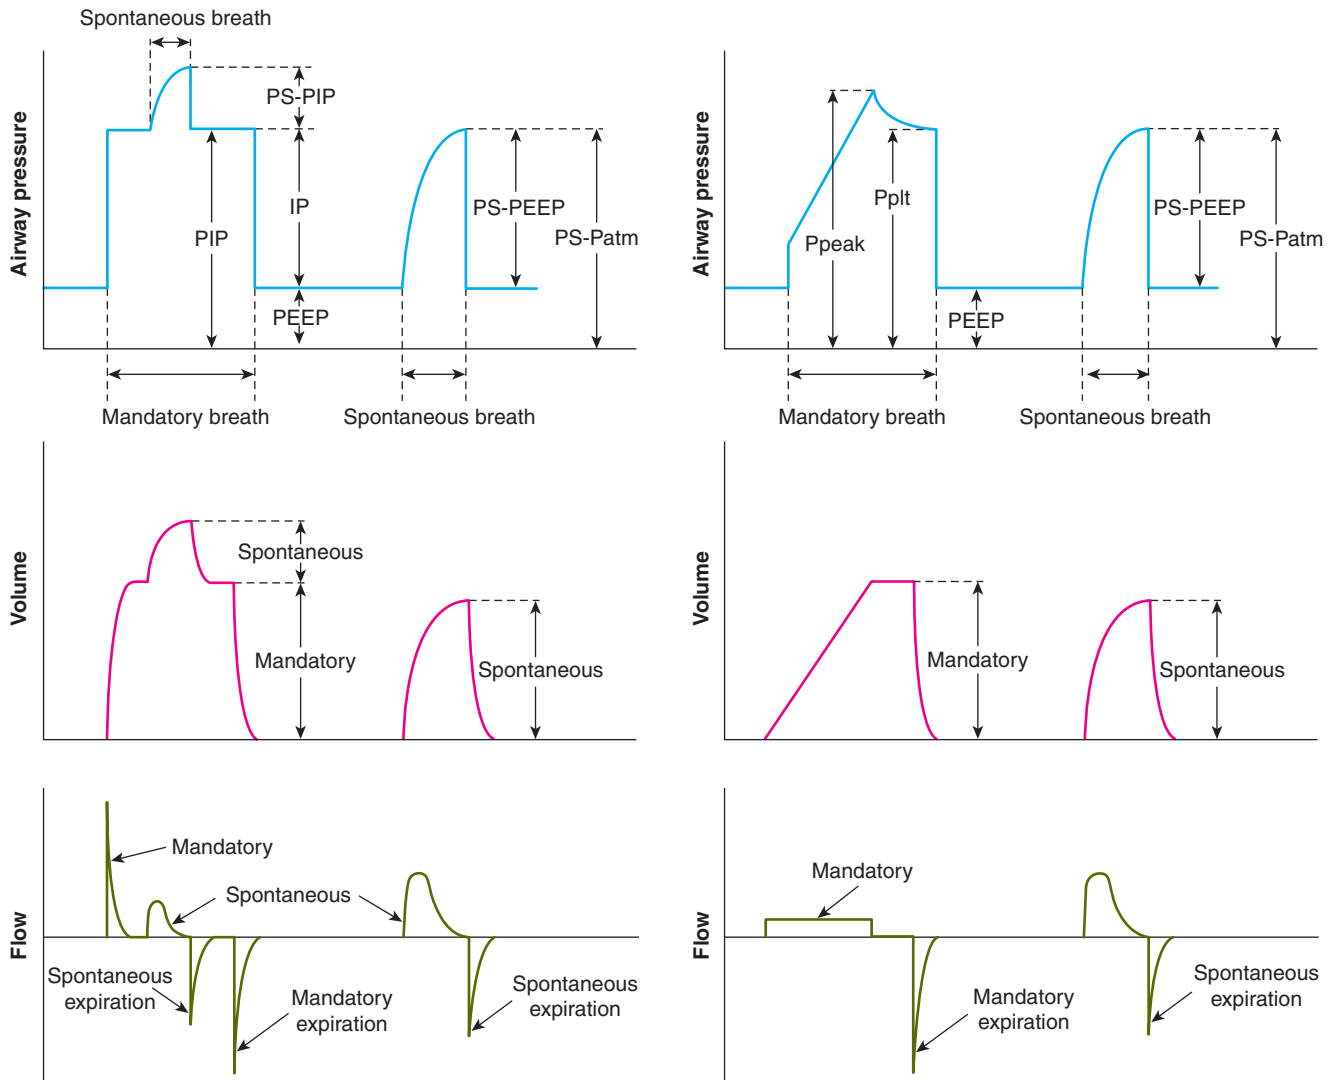 Spontaneous breath
Airway pressure
PS-PIP
IP
PIP
PEEP
PS-PEEP
PS-Patm
Mandatory breath
Spontaneous breath
Airway pressure
Ppeak
Pplt
PEEP
PS-PEEP
PS-Patm
Mandatory breath
Spontaneous breath
Volume
Spontaneous
Mandatory
Spontaneous
Volume
Mandatory
Spontaneous
Flow
Mandatory
Spontaneous
Spontaneous
expiration
Mandatory
expiration
Spontaneous
expiration
Flow
Mandatory
Mandatory
expiration
Spontaneous
expiration